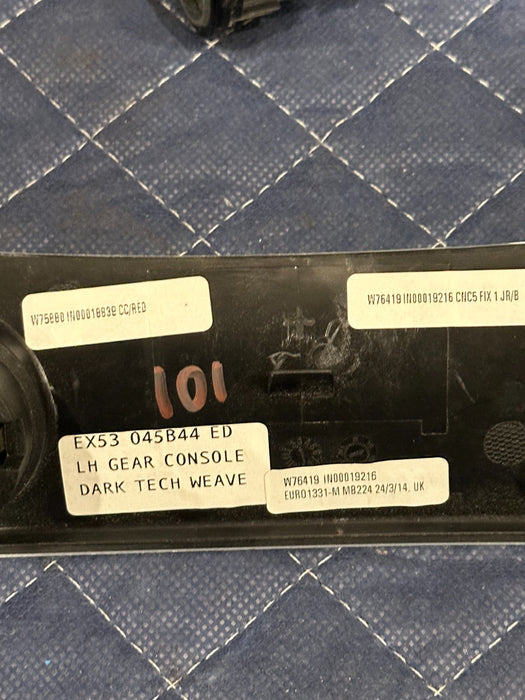 W75880 IN00018639 CC/RED
W76419 IN00019216 CNC5 FIX 1 JR/B
101
EX53 045B44 ED
LH GEAR CONSOLE
DARK TECH WEAVE
W76419 IN00019216
EURO1331-M MB224 24/3/14, UK